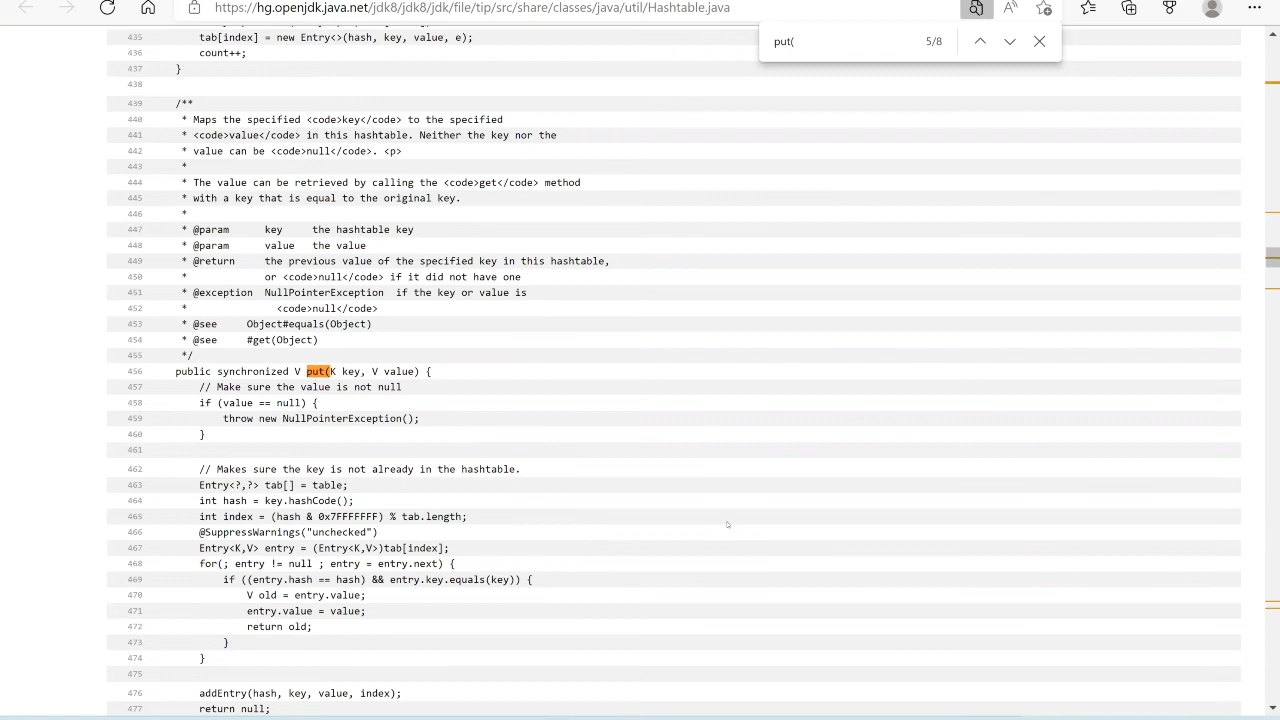 https://hg.openjdk.java.net/jdk8/jdk8/jdk/file/tip/src/share/classes/java/util/Hashtable.java
put(
5/8
435 tab[index] = new Entry<>(hash, key, value, e);
436 count++;
437 }
438
439 /**
440 * Maps the specified <code>key</code> to the specified
441 * <code>value</code> in this hashtable. Neither the key nor the
442 * value can be <code>null</code>. <p>
443 *
444 * The value can be retrieved by calling the <code>get</code> method
445 * with a key that is equal to the original key.
446 *
447 * @param key the hashtable key
448 * @param value the value
449 * @return the previous value of the specified key in this hashtable,
450 * or <code>null</code> if it did not have one
451 * @exception NullPointerException if the key or value is
452 * <code>null</code>
453 * @see Object#equals(Object)
454 * @see #get(Object)
455 */
456 public synchronized V put(K key, V value) {
457 // Make sure the value is not null
458 if (value == null) {
459 throw new NullPointerException();
460 }
461
462 // Makes sure the key is not already in the hashtable.
463 Entry<?,?> tab[] = table;
464 int hash = key.hashCode();
465 int index = (hash & 0x7FFFFFFF) % tab.length;
466 @SuppressWarnings("unchecked")
467 Entry<K,V> entry = (Entry<K,V>)tab[index];
468 for(; entry != null ; entry = entry.next) {
469 if ((entry.hash == hash) && entry.key.equals(key)) {
470 V old = entry.value;
471 entry.value = value;
472 return old;
473 }
474 }
475
476 addEntry(hash, key, value, index);
477 return null;